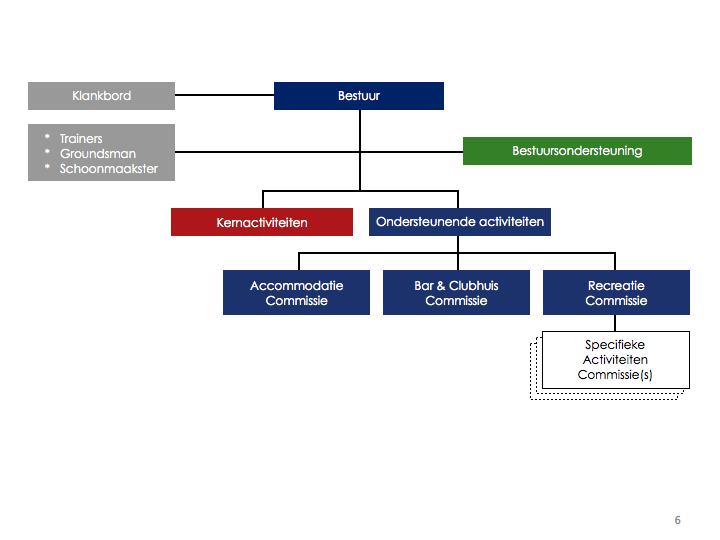 Klankbord
Bestuur
* Trainers
* Groundsman
* Schoonmaakster
Bestuursondersteuning
Kernactiviteiten
Ondersteunende activiteiten
Accommodatie
Commissie
Bar & Clubhuis
Commissie
Recreatie
Commissie
Specifieke
Activiteiten
Commissie(s)
6